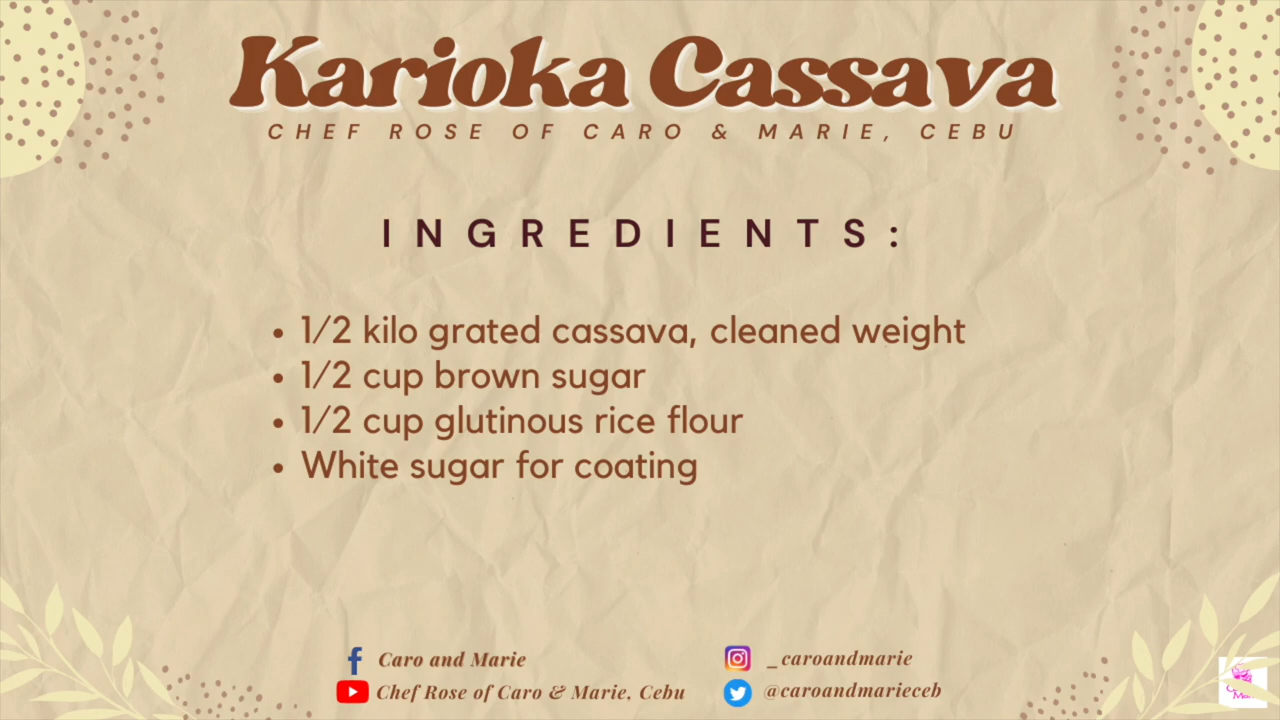 Karioka Cassava
CHEF ROSE OF CARO & MARIE, CEBU
INGREDIENTS:
• 1/2 kilo grated cassava, cleaned weight
• 1/2 cup brown sugar
• 1/2 cup glutinous rice flour
• White sugar for coating
Caro and Marie
_caroandmarie
Chef Rose of Caro & Marie. Cebu
@caroandmarieceb